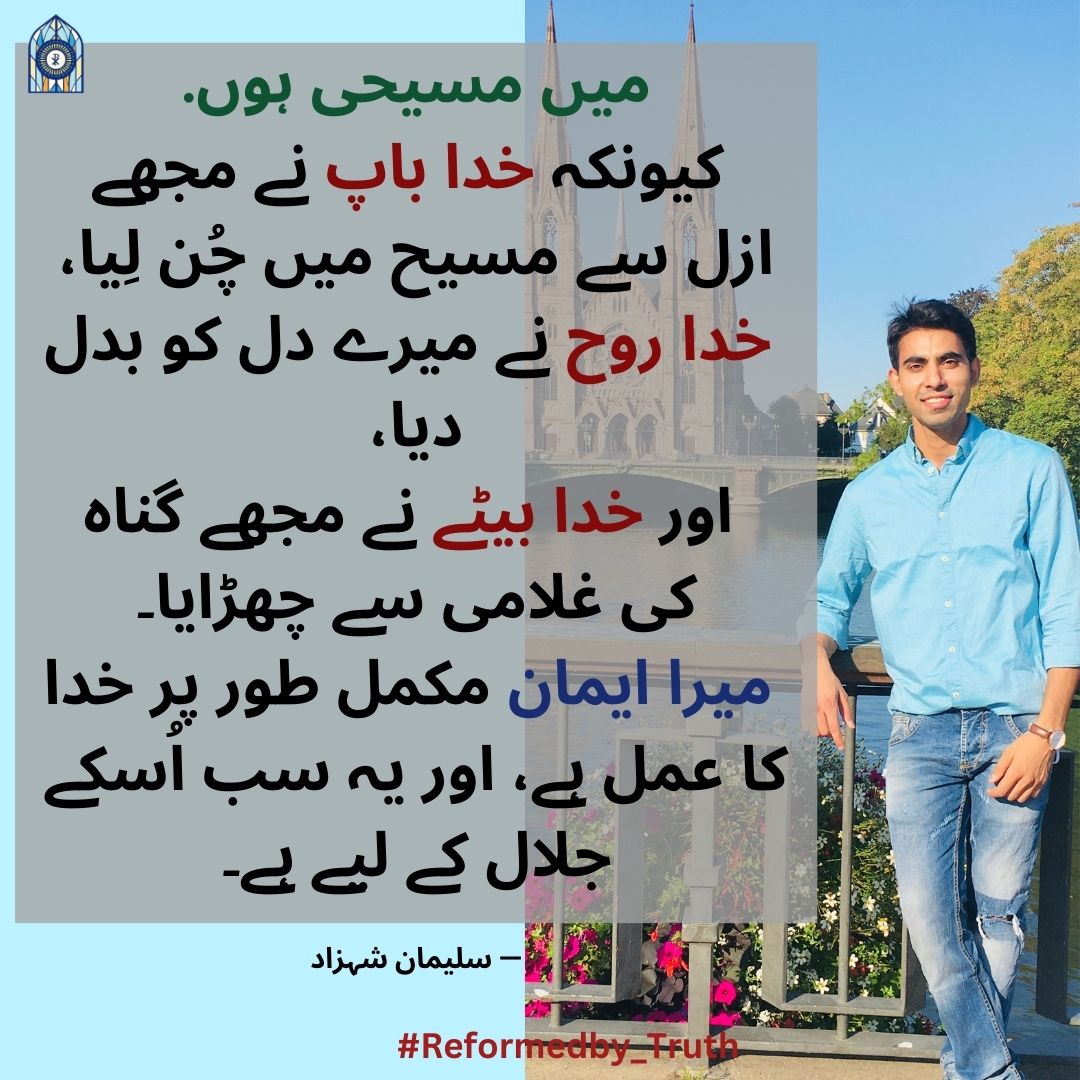 میں مسیحی ہوں.
کیونکہ خدا باپ نے مجھے
ازل سے مسیح میں چُن لِیا،
خدا روح نے میرے دل کو بدل
دیا،
اور خدا بیٹے نے مجھے گناہ
کی غلامی سے چھڑایا۔
میرا ایمان مکمل طور پر خدا
کا عمل ہے، اور یہ سب اُسکے
جلال کے لیے ہے۔
– سلیمان شہزاد
#Reformedby_Truth